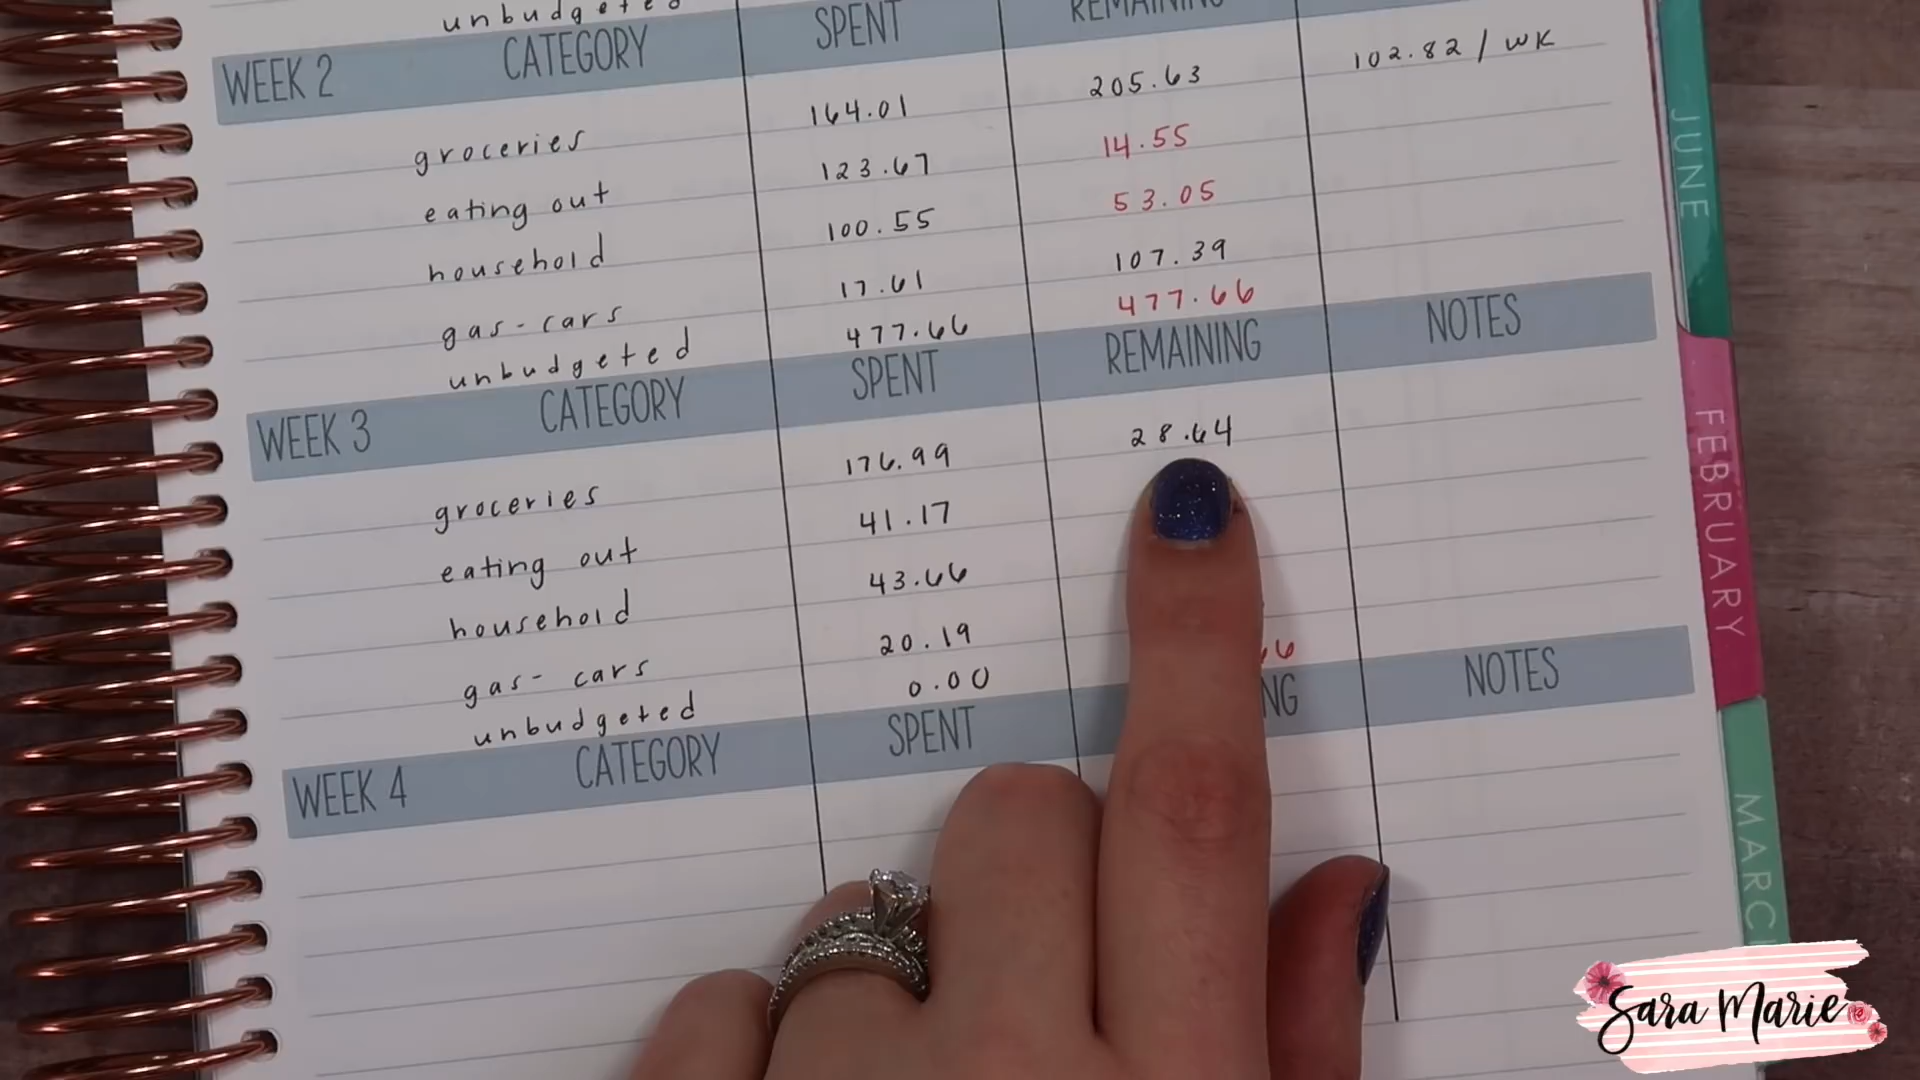 unbudgeted
WEEK 2 CATEGORY SPENT REMAINING
groceries 164.01 205.63 102.82 / WK
eating out 123.67 14.55
household 100.55 53.05
gas-cars 17.61 107.39
unbudgeted 477.66 477.66
WEEK 3 CATEGORY SPENT REMAINING NOTES
groceries 176.99 28.64
eating out 41.17
household 43.66
gas- cars 20.19
unbudgeted 0.00
WEEK 4 CATEGORY SPENT NOTES
JUNE
FEBRUARY
MARC
Sara Marie